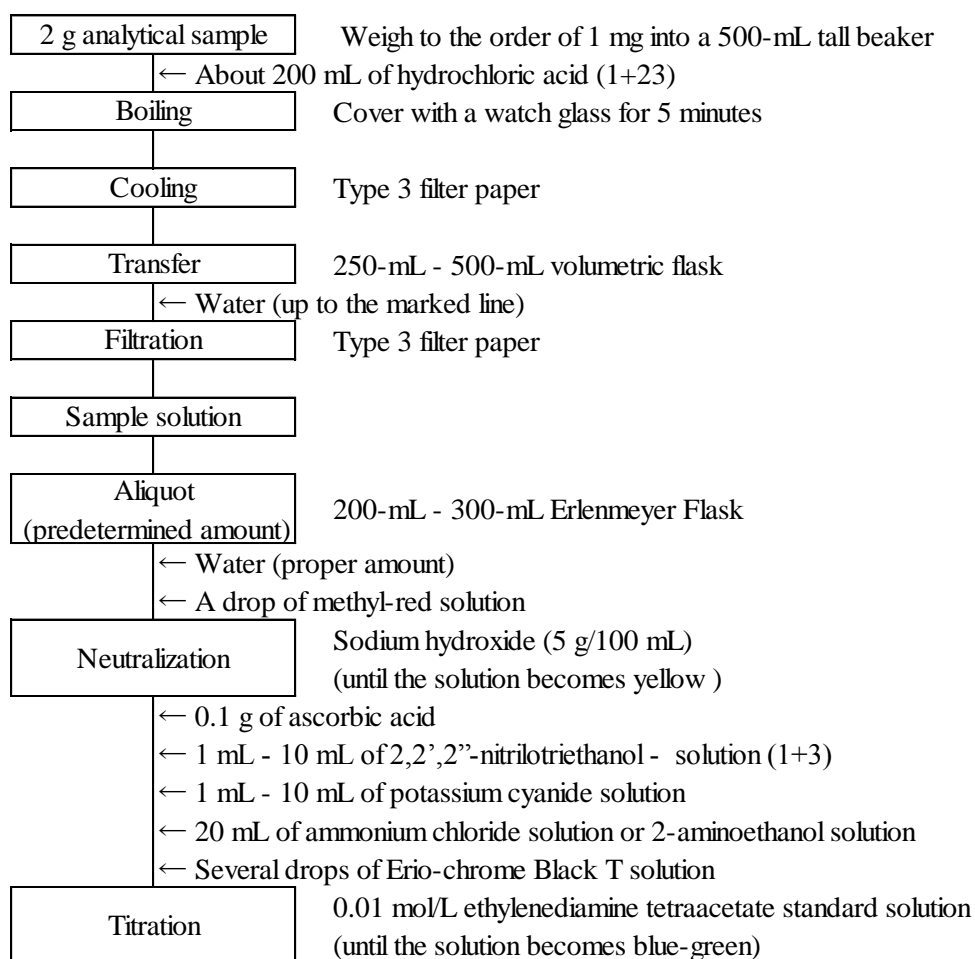 2 g analytical sample Weigh to the order of 1 mg into a 500-mL tall beaker
← About 200 mL of hydrochloric acid (1+23)
Boiling Cover with a watch glass for 5 minutes
Cooling Type 3 filter paper
Transfer 250-mL - 500-mL volumetric flask
← Water (up to the marked line)
Filtration Type 3 filter paper
Sample solution
Aliquot
(predetermined amount) 200-mL - 300-mL Erlenmeyer Flask
← Water (proper amount)
← A drop of methyl-red solution
Neutralization Sodium hydroxide (5 g/100 mL)
(until the solution becomes yellow )
← 0.1 g of ascorbic acid
← 1 mL - 10 mL of 2,2’,2”-nitrilotriethanol - solution (1+3)
← 1 mL - 10 mL of potassium cyanide solution
← 20 mL of ammonium chloride solution or 2-aminoethanol solution
← Several drops of Erio-chrome Black T solution
Titration 0.01 mol/L ethylenediamine tetraacetate standard solution
(until the solution becomes blue-green)